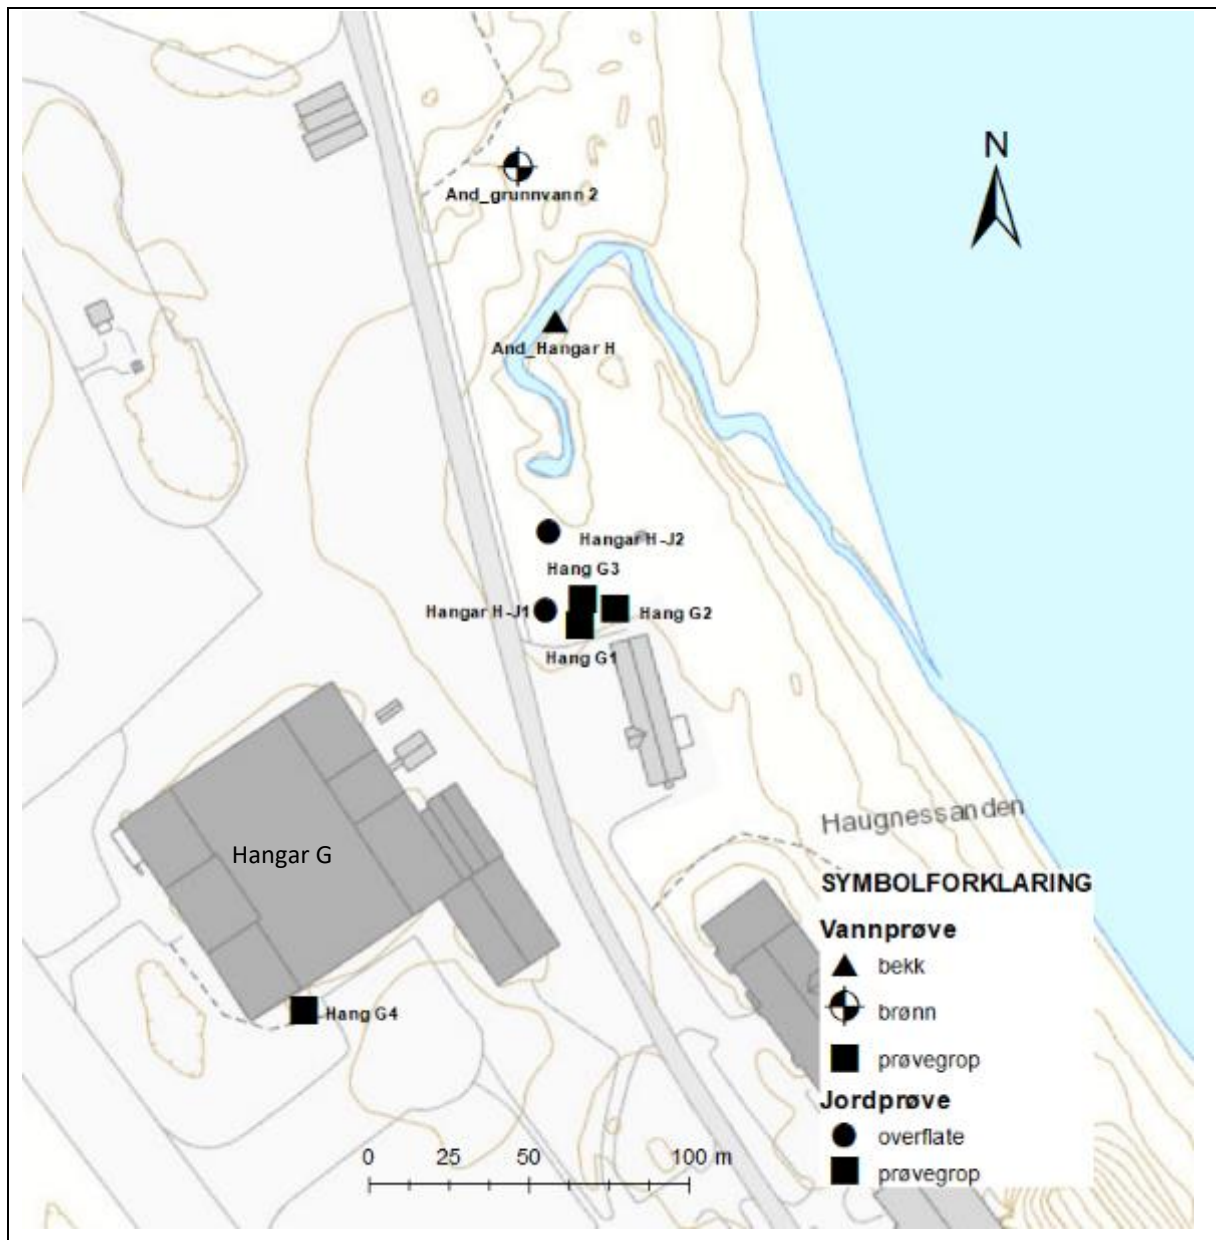 N
And_grunnvann 2
And_Hangar H
Hangar H-J2
Hang G3
Hangar H-J1
Hang G2
Hang G1
Haugnessanden
Hangar G
SYMBOLFORKLARING
Vannprøve
bekk
brønn
prøvegrop
Jordprøve
overflate
prøvegrop
Hang G4
0 25 50 100 m